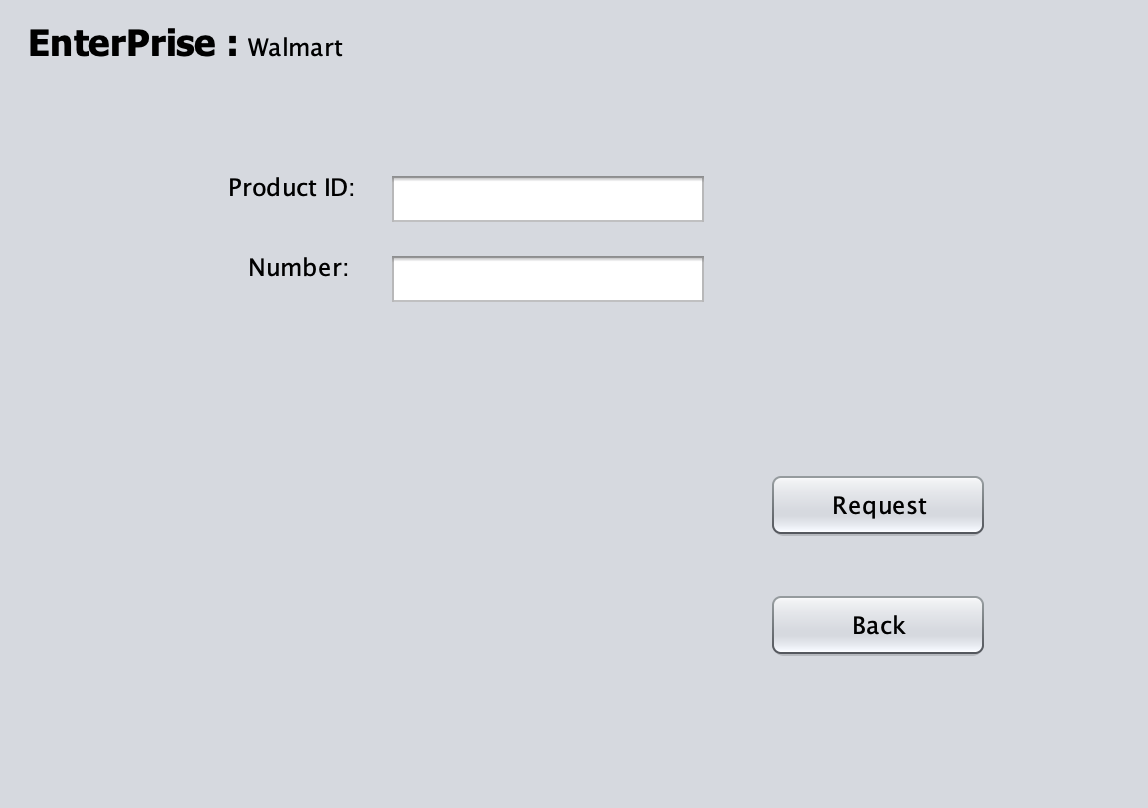 EnterPrise : Walmart
Product ID:
Number:
Request
Back